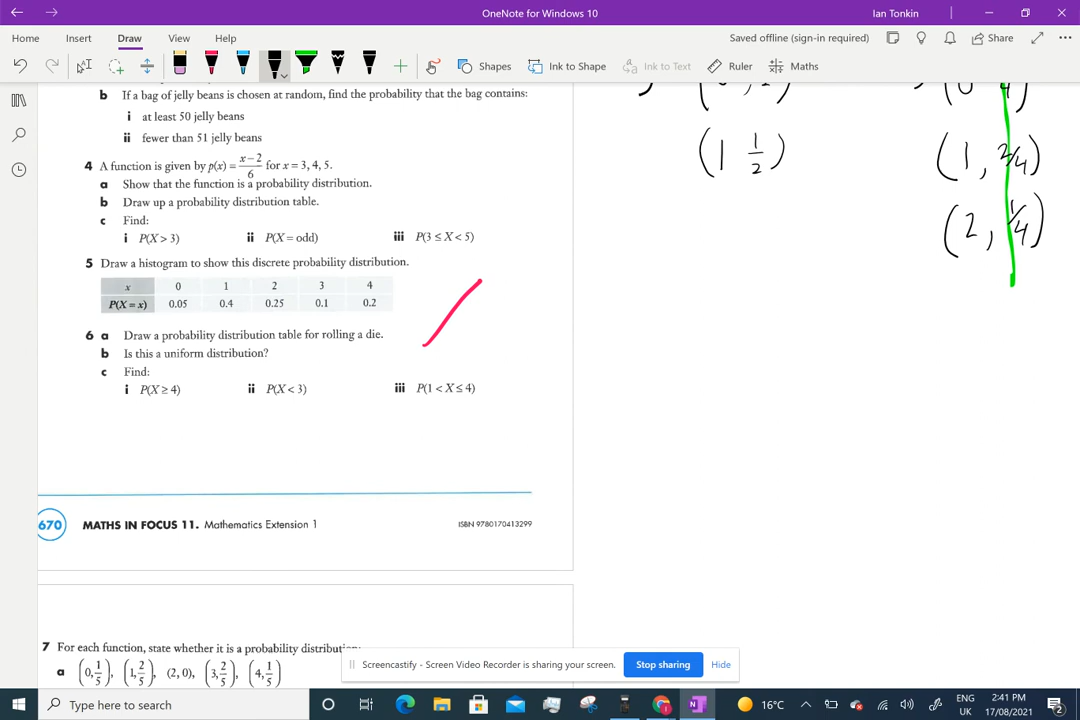 OneNote for Windows 10
Ian Tonkin
Home Insert Draw View Help
Saved offline (sign-in required)
Share
Shapes
Ink to Shape
Ink to Text
Ruler
Maths
b If a bag of jelly beans is chosen at random, find the probability that the bag contains:
i at least 50 jelly beans
ii fewer than 51 jelly beans
4 A function is given by p(x) = (x − 2)/6 for x = 3, 4, 5.
a Show that the function is a probability distribution.
b Draw up a probability distribution table.
c Find:
i P(X > 3) ii P(X = odd) iii P(3 ≤ X < 5)
5 Draw a histogram to show this discrete probability distribution.
x 0 1 2 3 4
P(X = x) 0.05 0.4 0.25 0.1 0.2
6 a Draw a probability distribution table for rolling a die.
b Is this a uniform distribution?
c Find:
i P(X ≥ 4) ii P(X < 3) iii P(1 < X ≤ 4)
670 MATHS IN FOCUS 11. Mathematics Extension 1 ISBN 9780170413299
7 For each function, state whether it is a probability
a (0, 1/5), (1, 2/5), (2, 0), (3, 2/5), (4, 1/5)
(1 1/2)
(1, 2/4)
(2, 1/4)
Screencastify - Screen Video Recorder is sharing your screen.
Stop sharing
Hide
Type here to search
16°C
ENG
UK
2:41 PM
17/08/2021
2